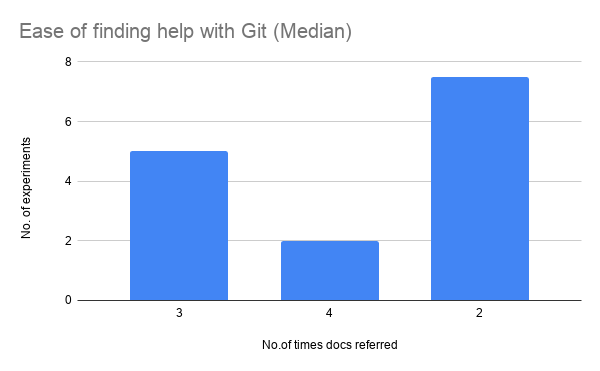 Ease of finding help with Git (Median)
8
6
4
2
0
No. of experiments
3 4 2
No.of times docs referred